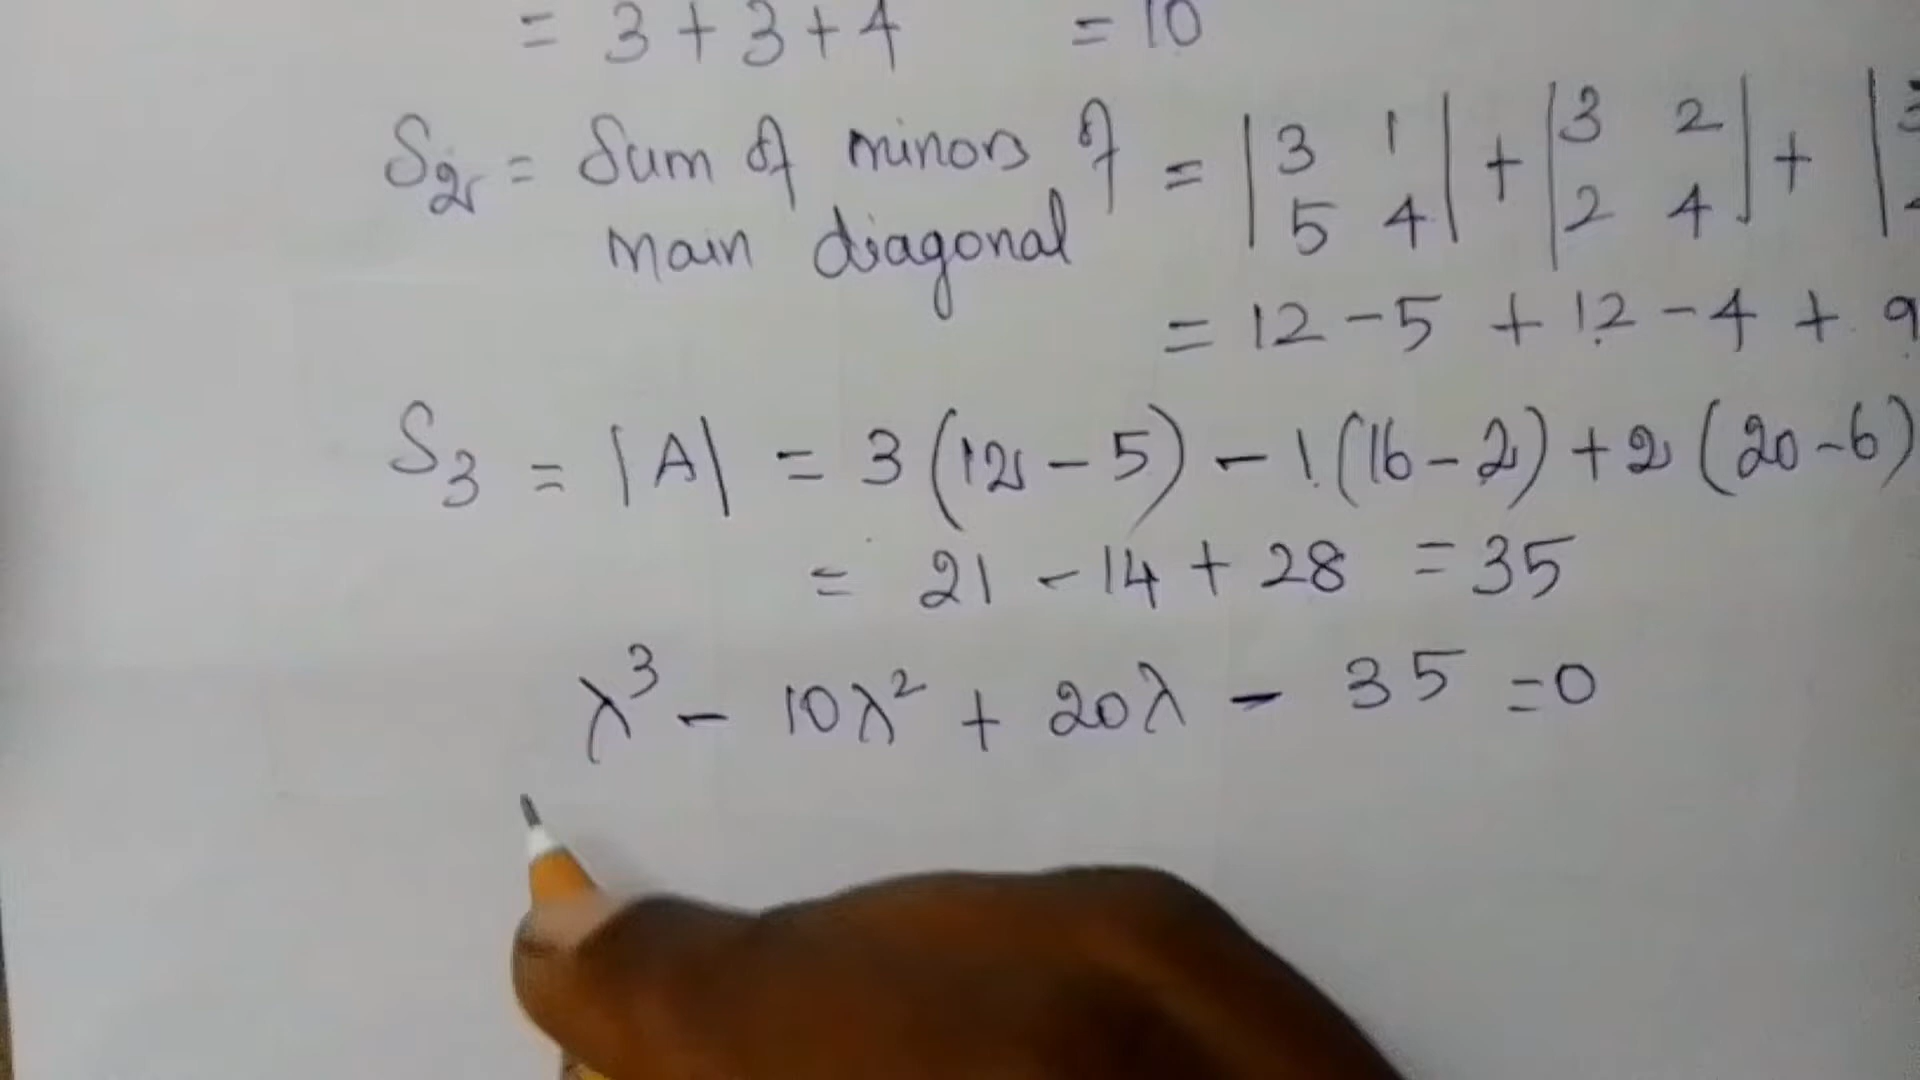 = 3 + 3 + 4 = 10
S₂ = Sum of minors of main diagonal = |3 1; 5 4| + |3 2; 2 4| + |
= 12 - 5 + 12 - 4 + 9
S₃ = |A| = 3 (12 - 5) - 1 (16 - 2) + 2 (20 - 6)
= 21 - 14 + 28 = 35
λ³ - 10λ² + 20λ - 35 = 0